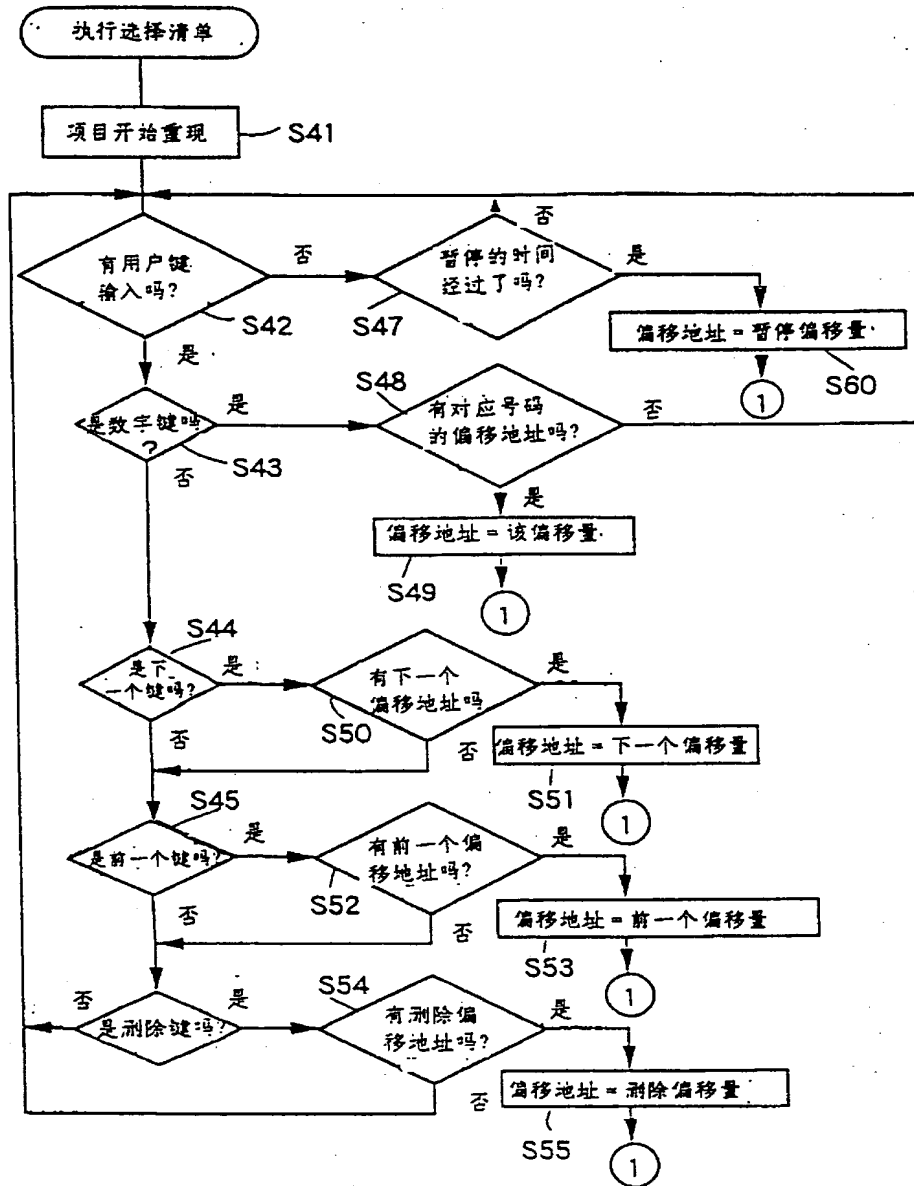 执行选择清单
项目开始重现
S41
有用户键
输入吗?
否
S42
暂停的时间
经过了吗?
否
是
S47
偏移地址=暂停偏移量
S60
1
是
是数字键吗
?
是
S43
否
S48
有对应号码
的偏移地址吗?
否
是
偏移地址=该偏移量
S49
1
S44
是下
一个键吗?
是
否
有下一个
偏移地址吗
是
S50
否
偏移地址=下一个偏移量
S51
1
S45
是前一个键吗?
是
否
有前一个偏
移地址吗?
是
S52
否
偏移地址=前一个偏移量
S53
1
否
是删除键吗?
是
S54
有删除偏
移地址吗?
是
否
偏移地址=删除偏移量
S55
1